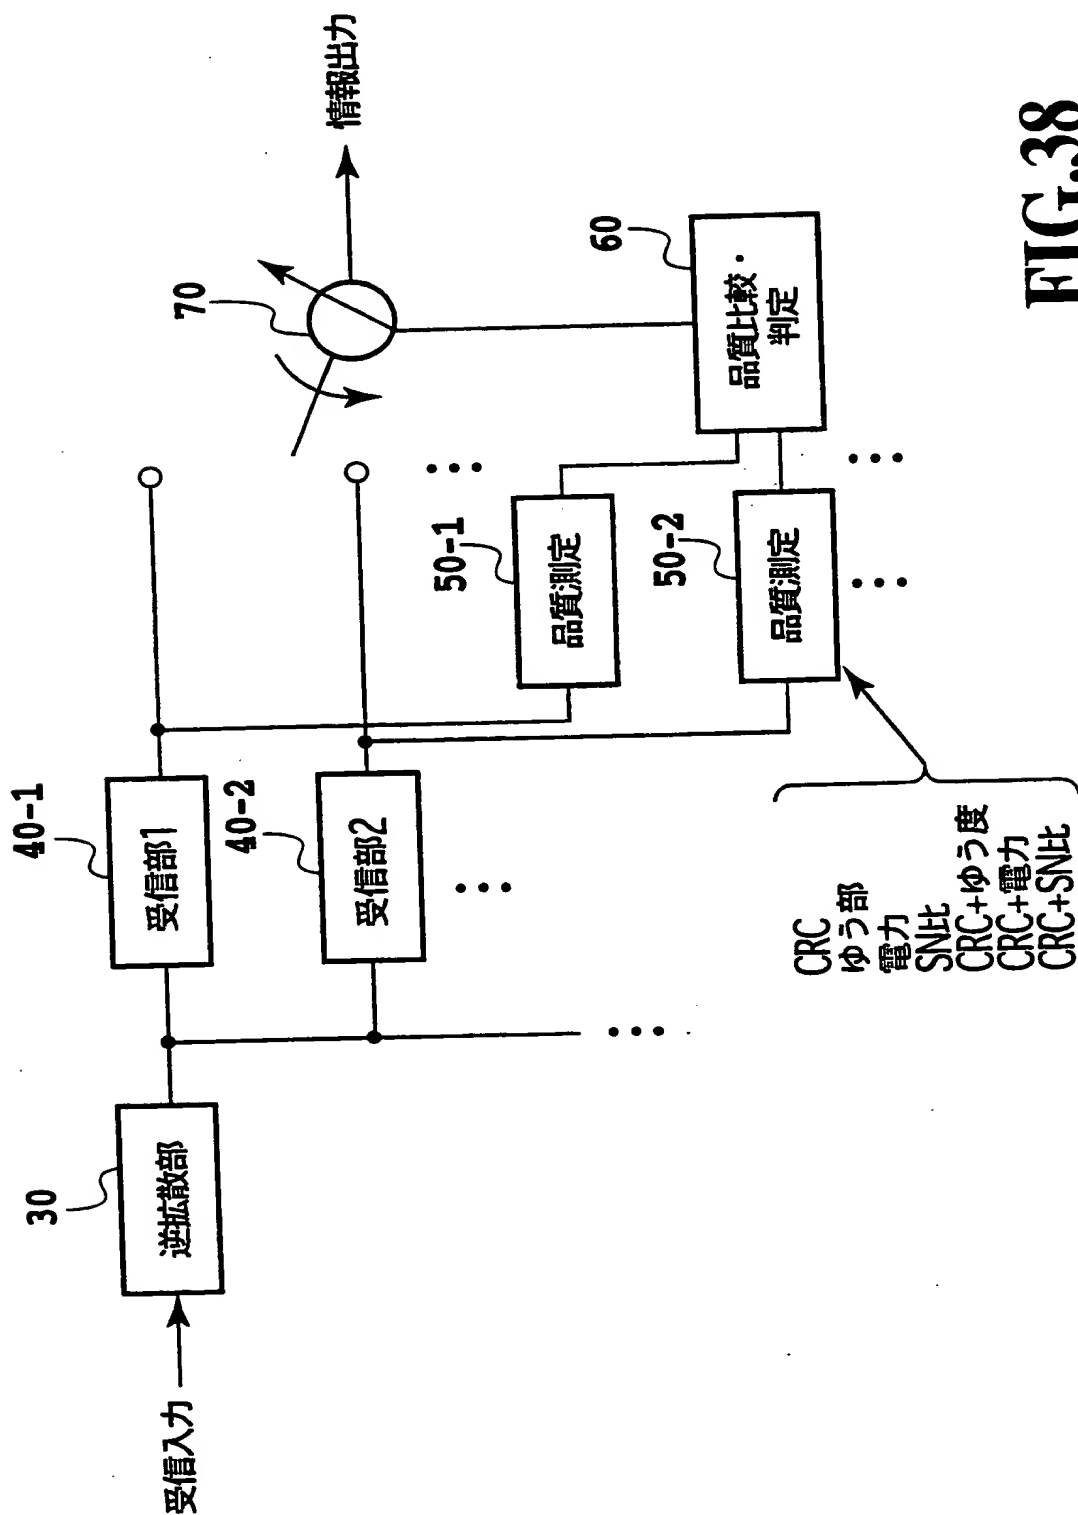 受信入力
30
逆拡散部
40-1
受信部1
40-2
受信部2
50-1
品質測定
50-2
品質測定
60
品質比較・
判定
70
情報出力
CRC
ゆう部
電力
SN比
CRC+ゆう度
CRC+電力
CRC+SN比
FIG.38